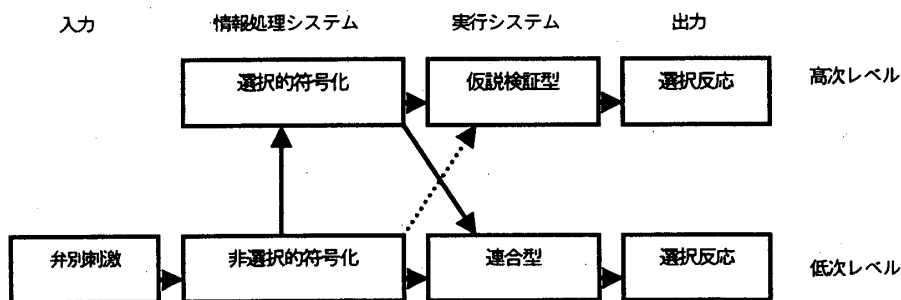 入力 情報処理システム 実行システム 出力
選択的符号化 仮説検証型 選択反応 高次レベル
弁別刺激 非選択的符号化 連合型 選択反応 低次レベル